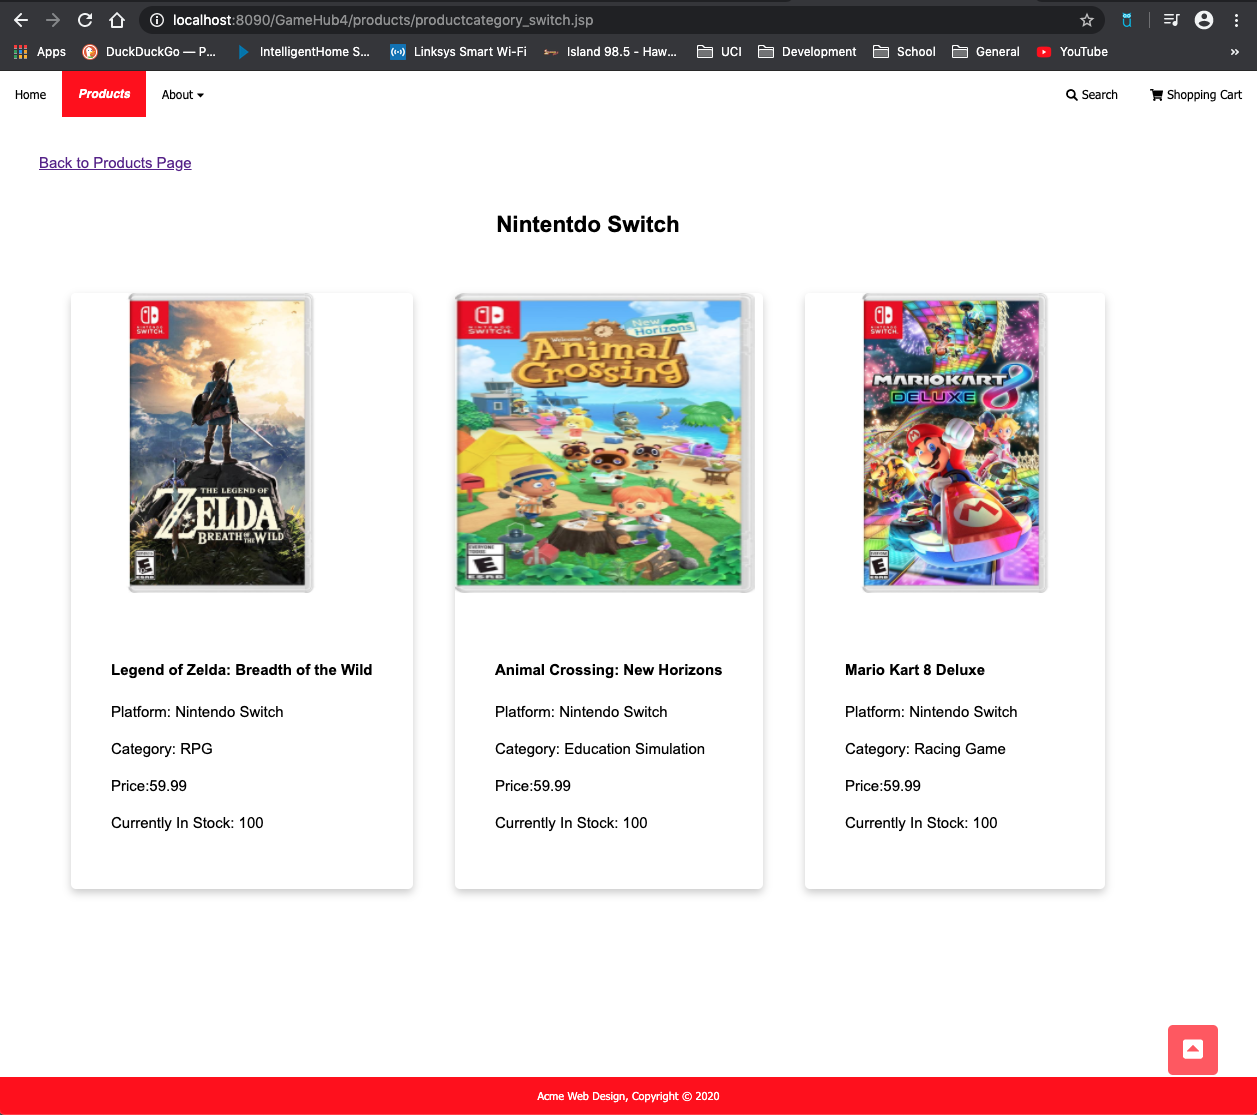 localhost:8090/GameHub4/products/productcategory_switch.jsp
Apps DuckDuckGo — P... IntelligentHome S... Linksys Smart Wi-Fi Island 98.5 - Haw... UCI Development School General YouTube »
Home Products About Search Shopping Cart
Back to Products Page
Nintentdo Switch
NINTENDO SWITCH.
THE LEGEND OF
ZELDA
BREATH OF THE WILD
E
ESRB
NINTENDO SWITCH.
New Horizons
Welcome to
Animal
Crossing
EVERYONE
E
ESRB
NINTENDO SWITCH.
MARIOKART 8
DELUXE
M
E
ESRB
Legend of Zelda: Breadth of the Wild
Platform: Nintendo Switch
Category: RPG
Price:59.99
Currently In Stock: 100
Animal Crossing: New Horizons
Platform: Nintendo Switch
Category: Education Simulation
Price:59.99
Currently In Stock: 100
Mario Kart 8 Deluxe
Platform: Nintendo Switch
Category: Racing Game
Price:59.99
Currently In Stock: 100
Acme Web Design, Copyright © 2020